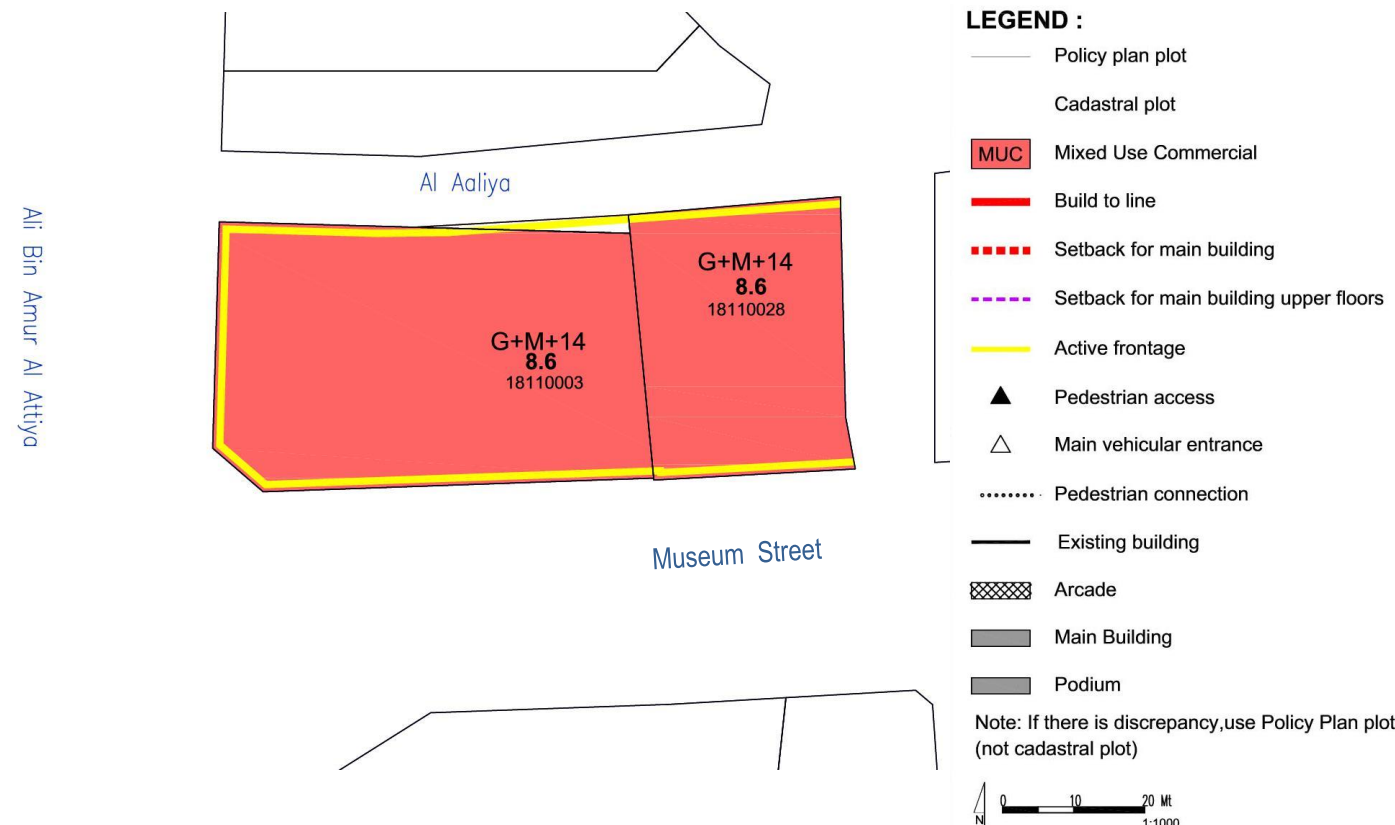 Al Aaliya
Ali Bin Amur Al Attiya
G+M+14
8.6
18110028
G+M+14
8.6
18110003
Museum Street
LEGEND :
Policy plan plot
Cadastral plot
MUC Mixed Use Commercial
Build to line
Setback for main building
Setback for main building upper floors
Active frontage
Pedestrian access
Main vehicular entrance
Pedestrian connection
Existing building
Arcade
Main Building
Podium
Note: If there is discrepancy,use Policy Plan plot
(not cadastral plot)
0 10 20 Mt
N 1:1000